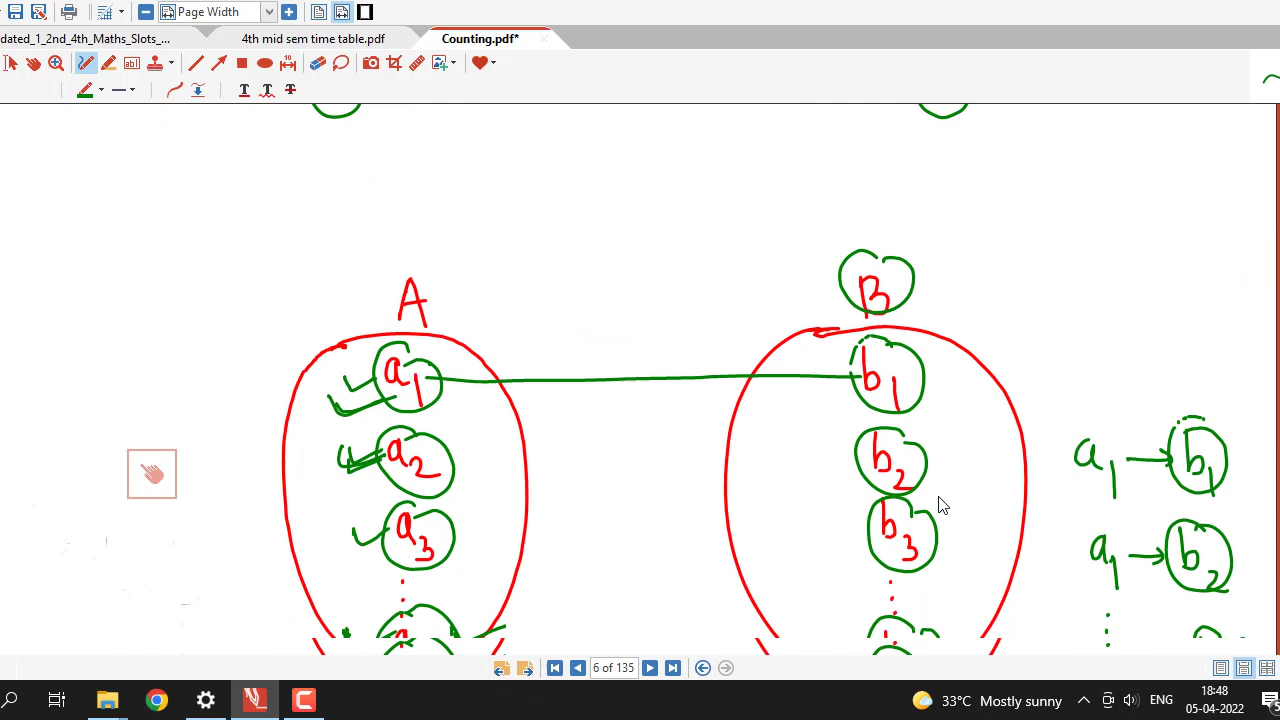 Page Width
dated_1_2nd_4th_Maths_Slots_...
4th mid sem time table.pdf
Counting.pdf*
10
T T T
A
B
a1
b1
a2
b2
a1 → b1
a3
b3
a1 → b2
6 of 135
33°C Mostly sunny
ENG
18:48
05-04-2022